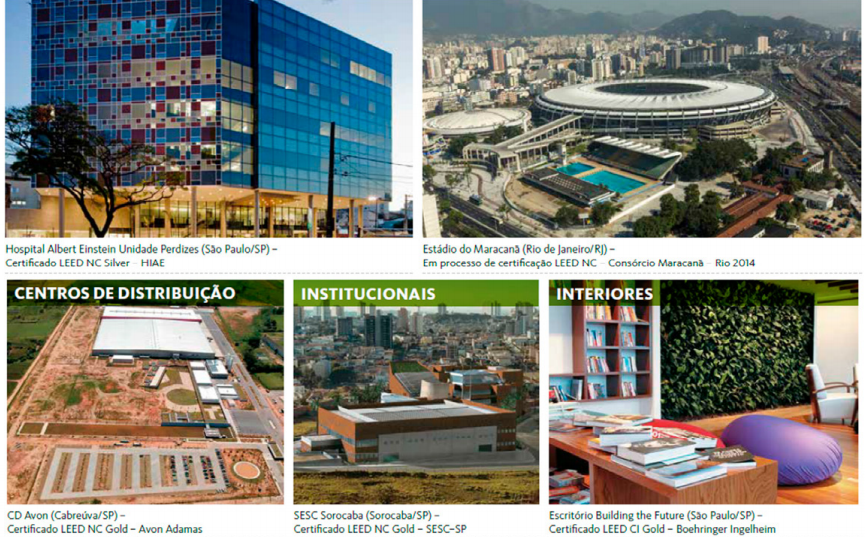 Hospital Albert Einstein Unidade Perdizes (São Paulo/SP) –
Certificado LEED NC Silver – HIAE
Estádio do Maracanã (Rio de Janeiro/RJ) –
Em processo de certificação LEED NC – Consórcio Maracanã – Rio 2014
CENTROS DE DISTRIBUIÇÃO
INSTITUCIONAIS
INTERIORES
CD Avon (Cabreúva/SP) –
Certificado LEED NC Gold – Avon Adamas
SESC Sorocaba (Sorocaba/SP) –
Certificado LEED NC Gold – SESC-SP
Escritório Building the Future (São Paulo/SP) –
Certificado LEED CI Gold – Boehringer Ingelheim